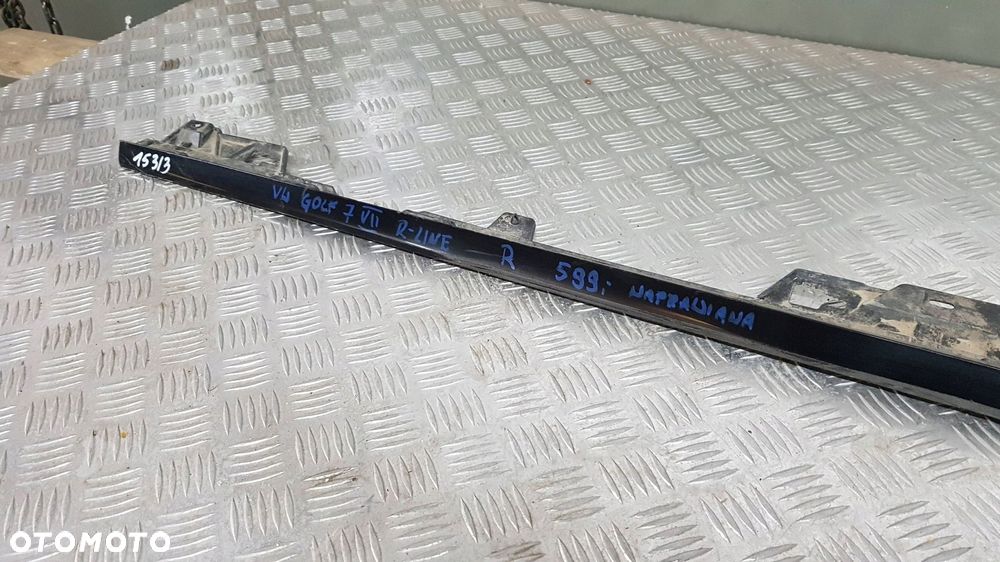 15313
VW GOLF 7 VII R-LINE R 599,- NAPRAWIANA
OTOMOTO